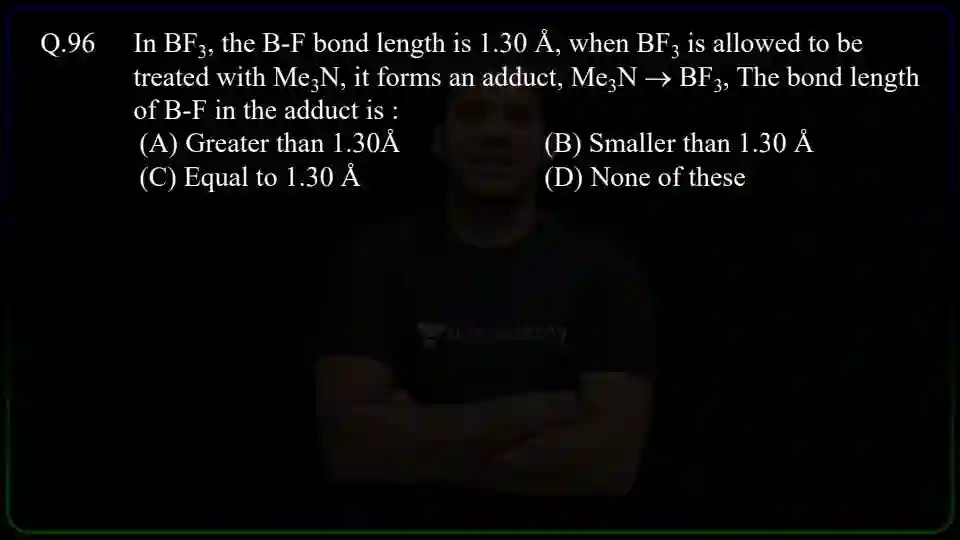 Q.96 In BF₃, the B-F bond length is 1.30 Å, when BF₃ is allowed to be
treated with Me₃N, it forms an adduct, Me₃N → BF₃, The bond length
of B-F in the adduct is :
(A) Greater than 1.30Å (B) Smaller than 1.30 Å
(C) Equal to 1.30 Å (D) None of these